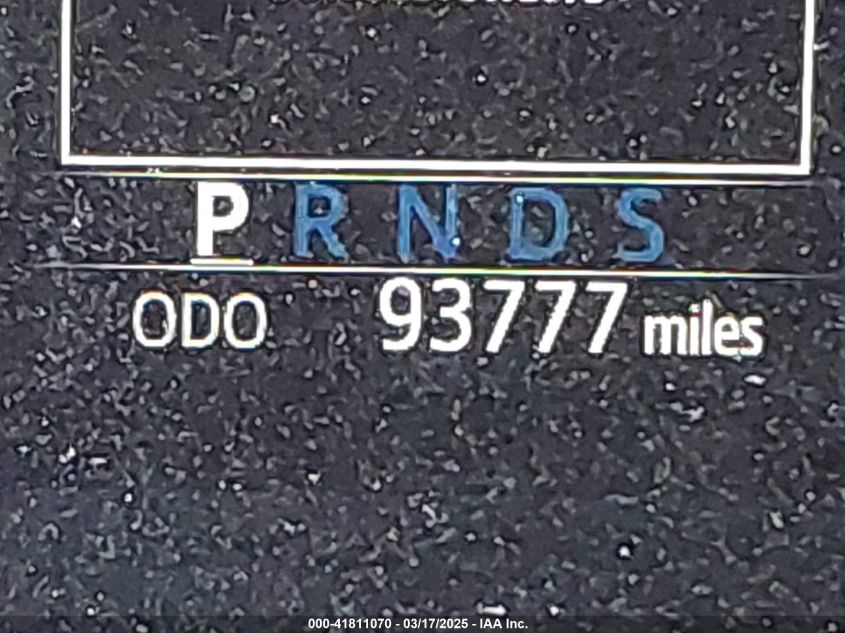 P R N D S
ODO 93777 miles
000-41811070 - 03/17/2025 - IAA Inc.